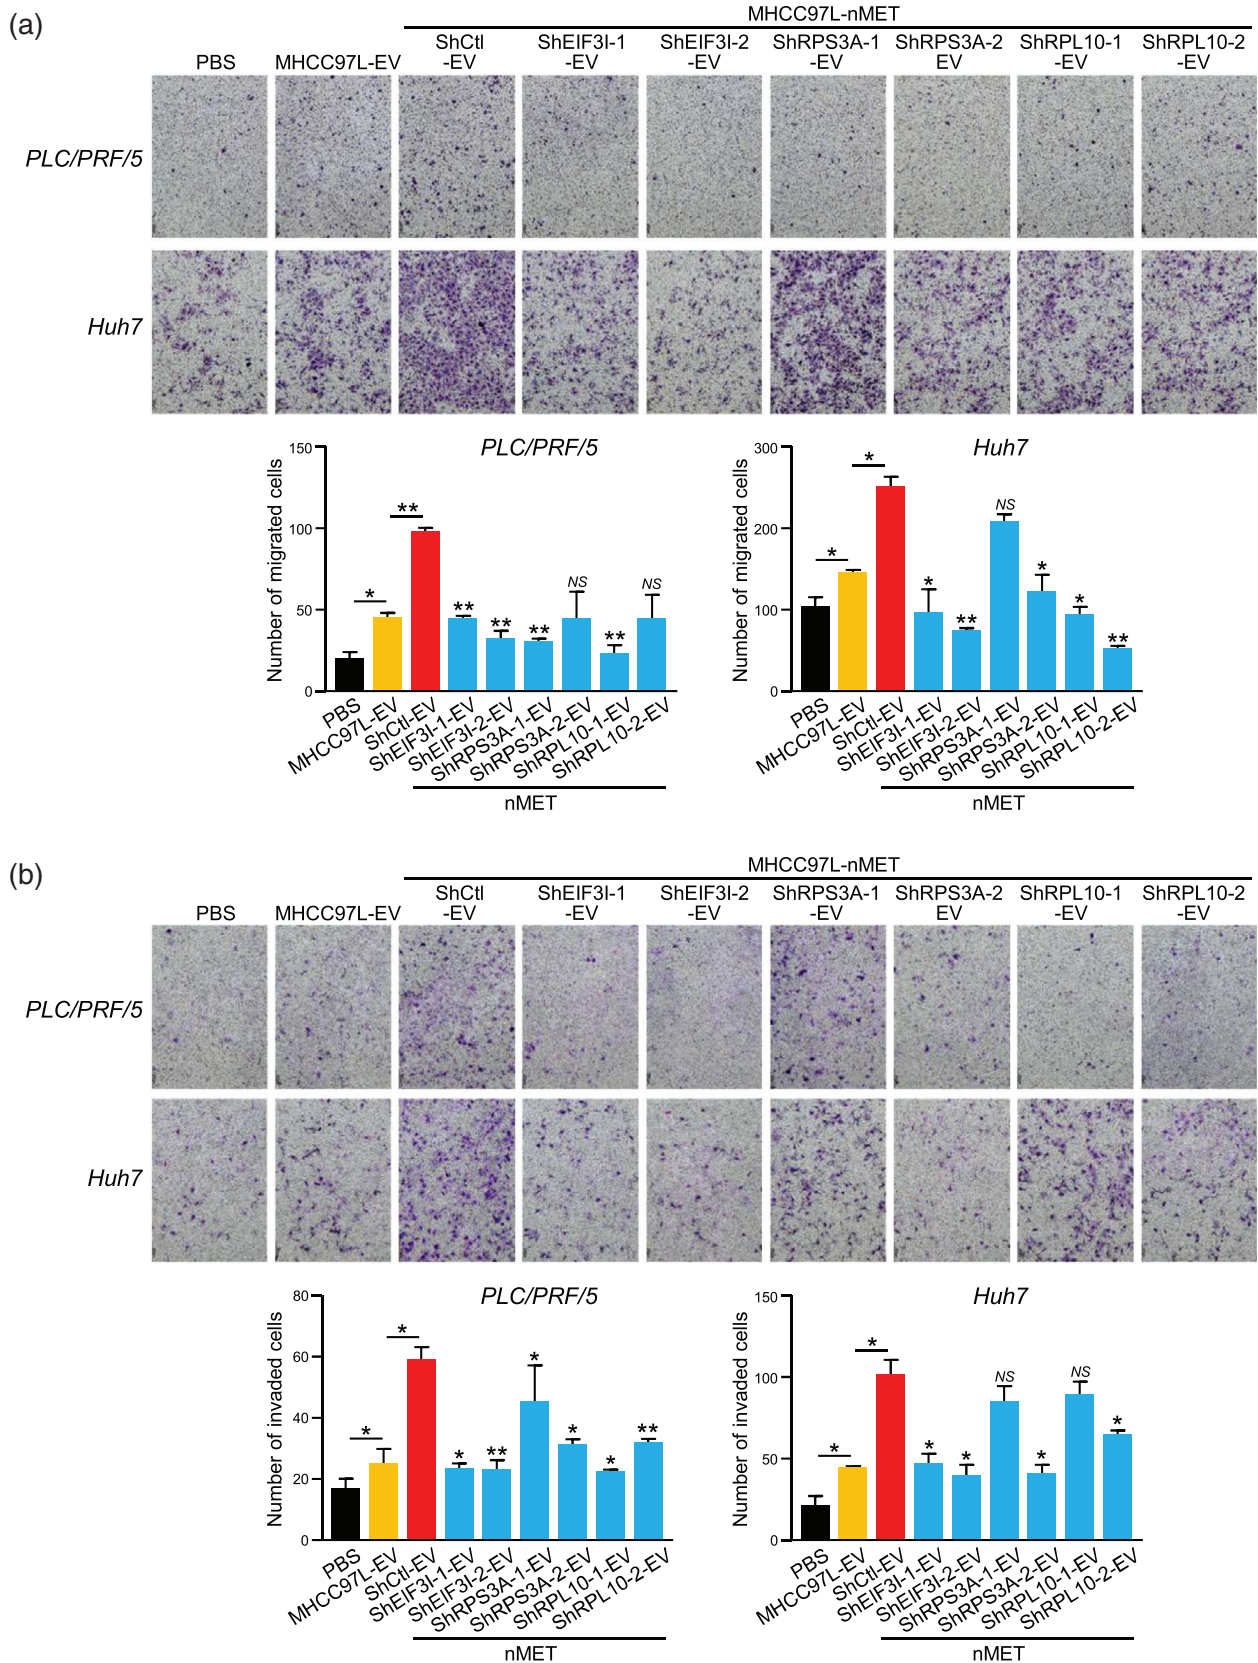 (a)
MHCC97L-nMET
PBS MHCC97L-EV ShCtl -EV ShEIF3I-1 -EV ShEIF3I-2 -EV ShRPS3A-1 -EV ShRPS3A-2 EV ShRPL10-1 -EV ShRPL10-2 -EV
PLC/PRF/5
Huh7
PLC/PRF/5
Number of migrated cells
150
100
50
0
* ** ** ** ** NS ** NS
PBS
MHCC97L-EV
ShCtl-EV
ShEIF3I-1-EV
ShEIF3I-2-EV
ShRPS3A-1-EV
ShRPS3A-2-EV
ShRPL10-1-EV
ShRPL10-2-EV
nMET
Huh7
Number of migrated cells
300
200
100
0
* * * ** NS * * **
PBS
MHCC97L-EV
ShCtl-EV
ShEIF3I-1-EV
ShEIF3I-2-EV
ShRPS3A-1-EV
ShRPS3A-2-EV
ShRPL10-1-EV
ShRPL10-2-EV
nMET
(b)
MHCC97L-nMET
PBS MHCC97L-EV ShCtl -EV ShEIF3I-1 -EV ShEIF3I-2 -EV ShRPS3A-1 -EV ShRPS3A-2 EV ShRPL10-1 -EV ShRPL10-2 -EV
PLC/PRF/5
Huh7
PLC/PRF/5
Number of invaded cells
80
60
40
20
0
* * * ** * * * **
PBS
MHCC97L-EV
ShCtl-EV
ShEIF3I-1-EV
ShEIF3I-2-EV
ShRPS3A-1-EV
ShRPS3A-2-EV
ShRPL10-1-EV
ShRPL10-2-EV
nMET
Huh7
Number of invaded cells
150
100
50
0
* * * * NS * NS *
PBS
MHCC97L-EV
ShCtl-EV
ShEIF3I-1-EV
ShEIF3I-2-EV
ShRPS3A-1-EV
ShRPS3A-2-EV
ShRPL10-1-EV
ShRPL10-2-EV
nMET